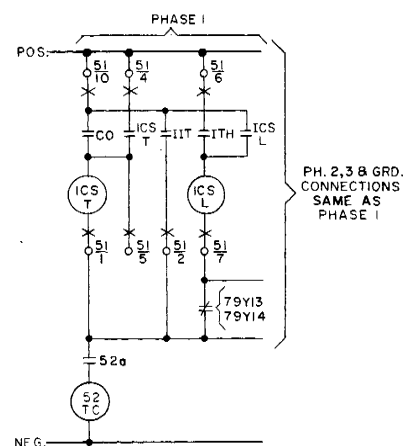 PHASE 1
POS.
51/10
51/4
51/6
CO
ICS T
IIT
ITH
ICS L
ICS T
ICS L
PH. 2,3 & GRD.
CONNECTIONS
SAME AS
PHASE 1
51/1
51/5
51/2
51/7
79Y13
79Y14
52a
52
TC
NEG.